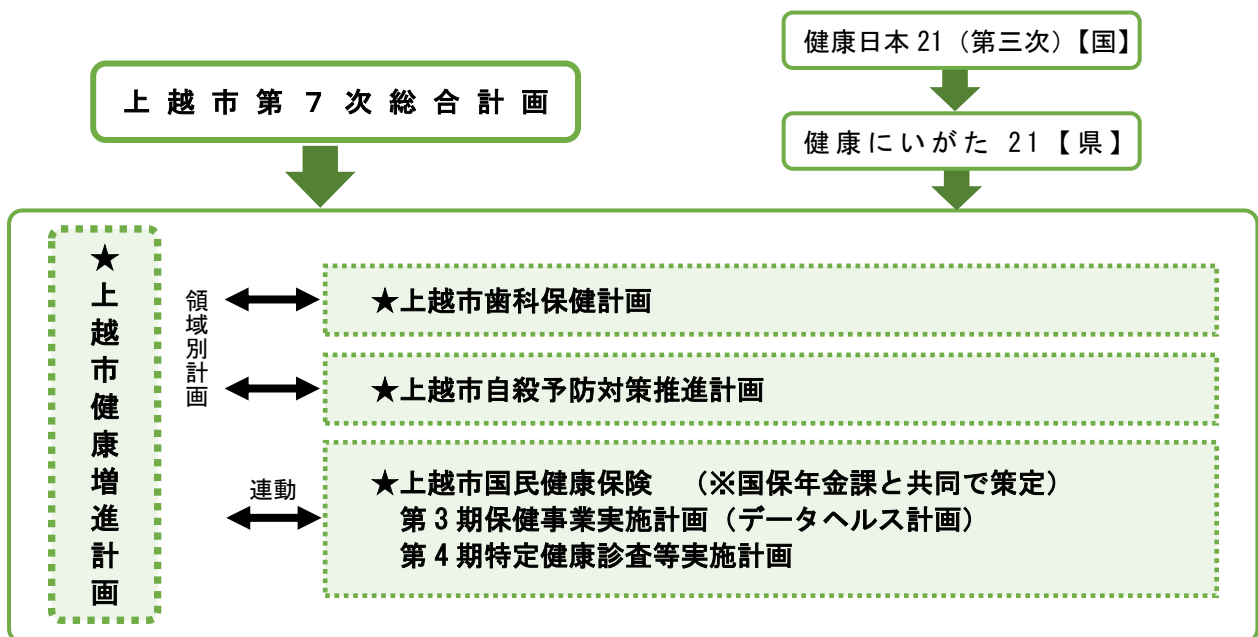 健康日本21（第三次）【国】
上越市第７次総合計画
健康にいがた 21【県】
★上越市健康増進計画
領域別計画
★上越市歯科保健計画
★上越市自殺予防対策推進計画
連動
★上越市国民健康保険　（※国保年金課と共同で策定）
第３期保健事業実施計画（データヘルス計画）
第４期特定健康診査等実施計画